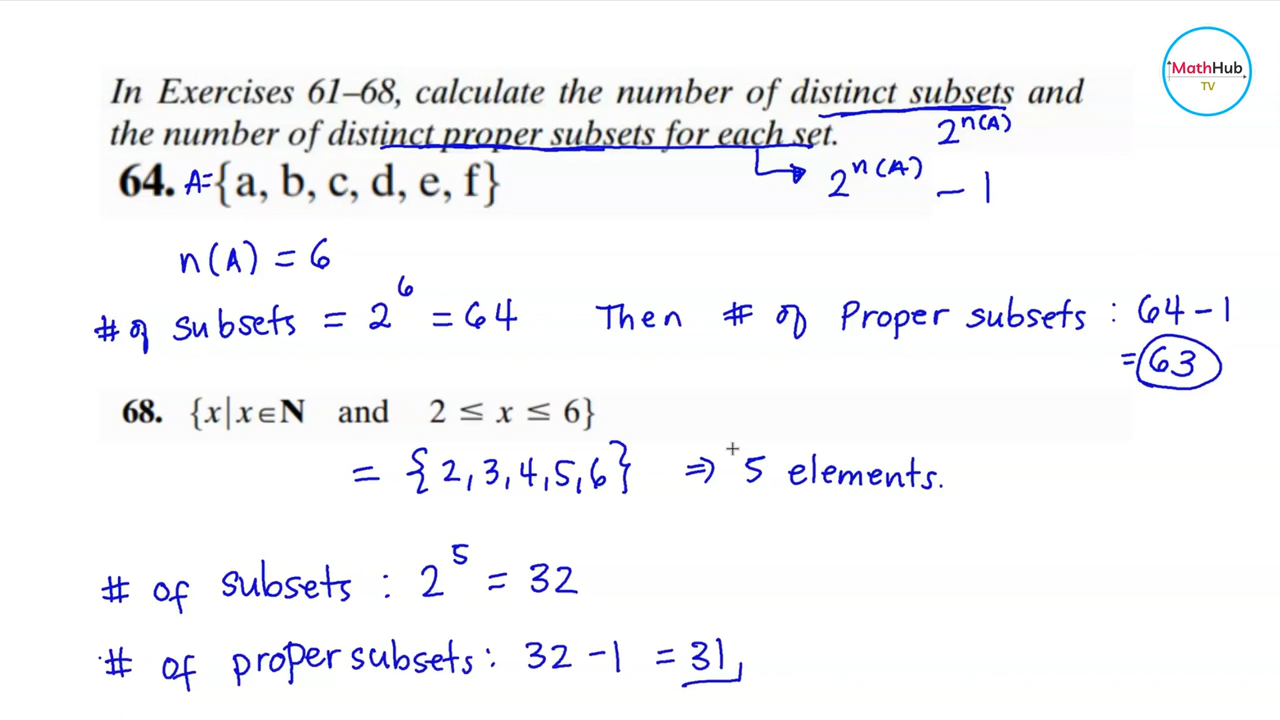 MathHub
TV
In Exercises 61–68, calculate the number of distinct subsets and
the number of distinct proper subsets for each set.
2^n(A)
64. A={a, b, c, d, e, f}
2^n(A) – 1
n(A) = 6
# of subsets = 2^6 = 64 Then # of Proper subsets : 64 – 1
= 63
68. {x|x∈N and 2 ≤ x ≤ 6}
= {2,3,4,5,6} ⇒ 5 elements.
# of subsets : 2^5 = 32
# of proper subsets : 32 – 1 = 31